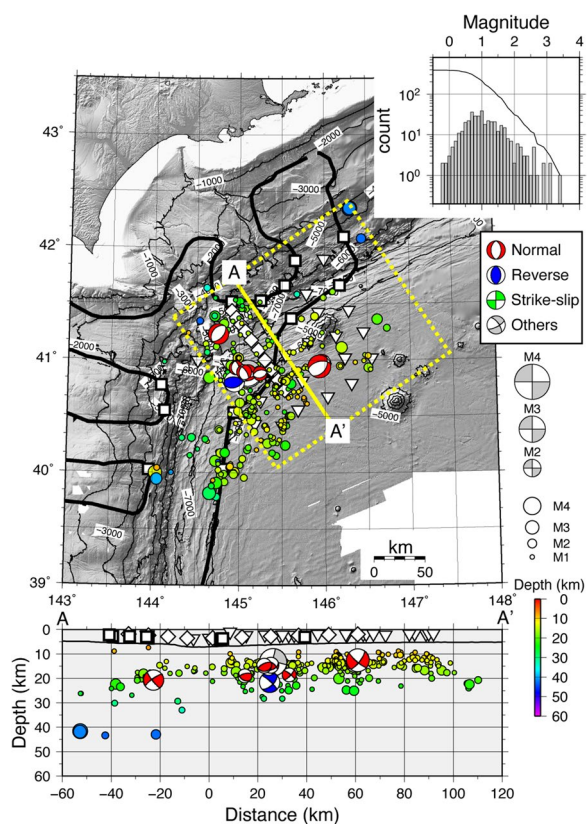 Magnitude
0 1 2 3 4
count
10²
10¹
10⁰
43˚
42˚
41˚
40˚
39˚
143˚ 144˚ 145˚ 146˚ 147˚ 148˚
−2000
−1000
−3000
−5000
−6000
−7000
−1000
−2000
−3000
−5000
−3000
−7000
−5000
A
A'
Normal
Reverse
Strike-slip
Others
M4
M3
M2
M4
M3
M2
M1
km
0 50
Depth (km)
0
10
20
30
40
50
60
A A'
Depth (km)
0
10
20
30
40
50
60
−60 −40 −20 0 20 40 60 80 100 120
Distance (km)